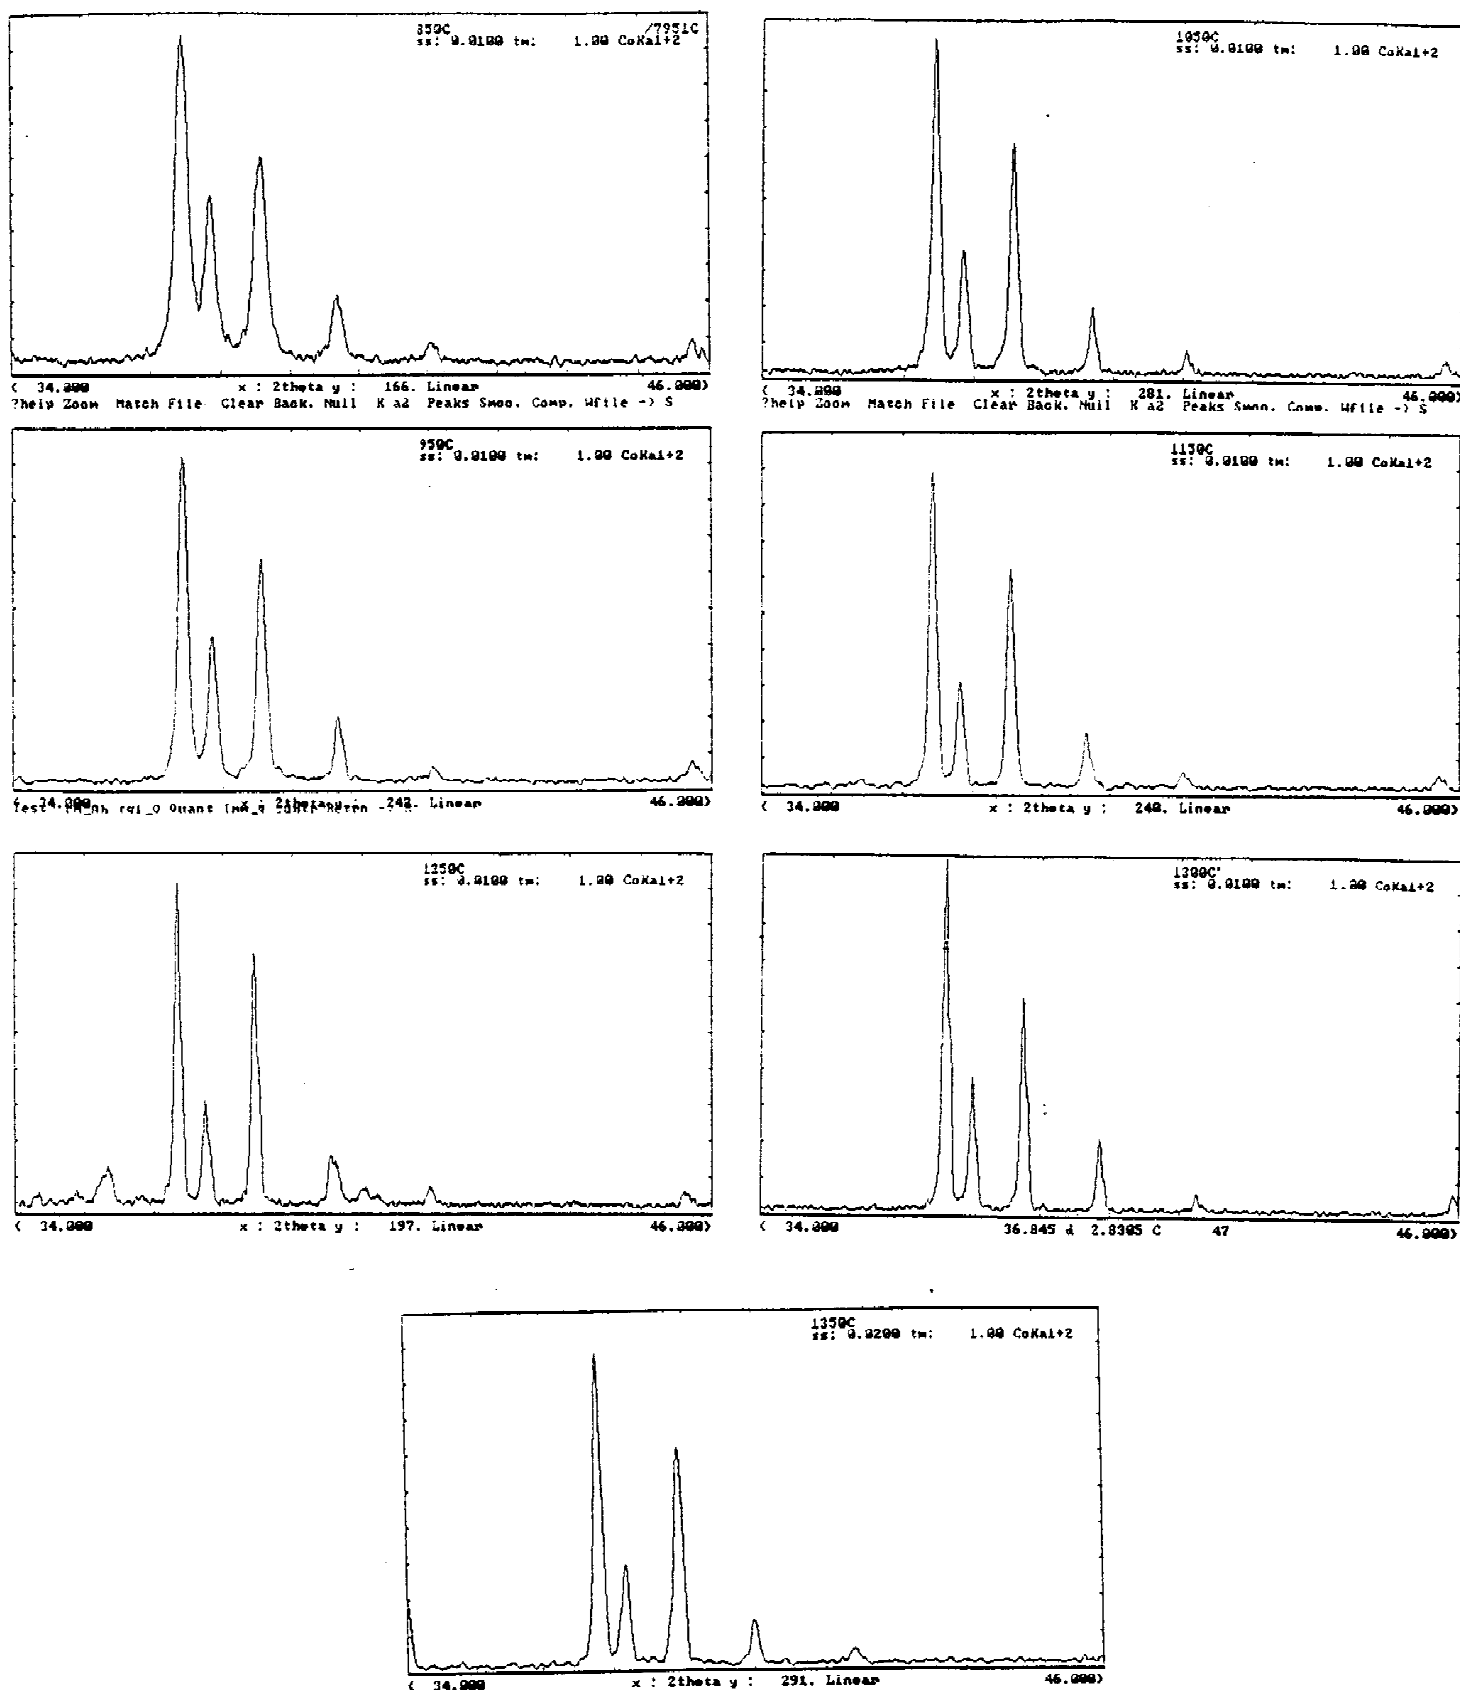 850C /7951C
ss: 0.0100 tm: 1.00 CoKa1+2
< 34.000 x : 2theta y : 166. Linear 46.000>
?help Zoom Match File Clear Back. Null K a2 Peaks Smoo. Comp. Wfile -> S
1050C
ss: 0.0100 tm: 1.00 CoKa1+2
< 34.000 x : 2theta y : 281. Linear 46.000>
?help Zoom Match File Clear Back. Null K a2 Peaks Smoo. Comp. Wfile -> S
950C
ss: 0.0100 tm: 1.00 CoKa1+2
< 34.000 x : 2theta y : 242. Linear 46.000>
Quant
1150C
ss: 0.0100 tm: 1.00 CoKa1+2
< 34.000 x : 2theta y : 240. Linear 46.000>
1250C
ss: 0.0100 tm: 1.00 CoKa1+2
< 34.000 x : 2theta y : 197. Linear 46.000>
1300C'
ss: 0.0100 tm: 1.00 CoKa1+2
< 34.000 36.845 d 2.8305 C 47 46.000>
1350C
ss: 0.0200 tm: 1.00 CoKa1+2
< 34.000 x : 2theta y : 291. Linear 46.000>